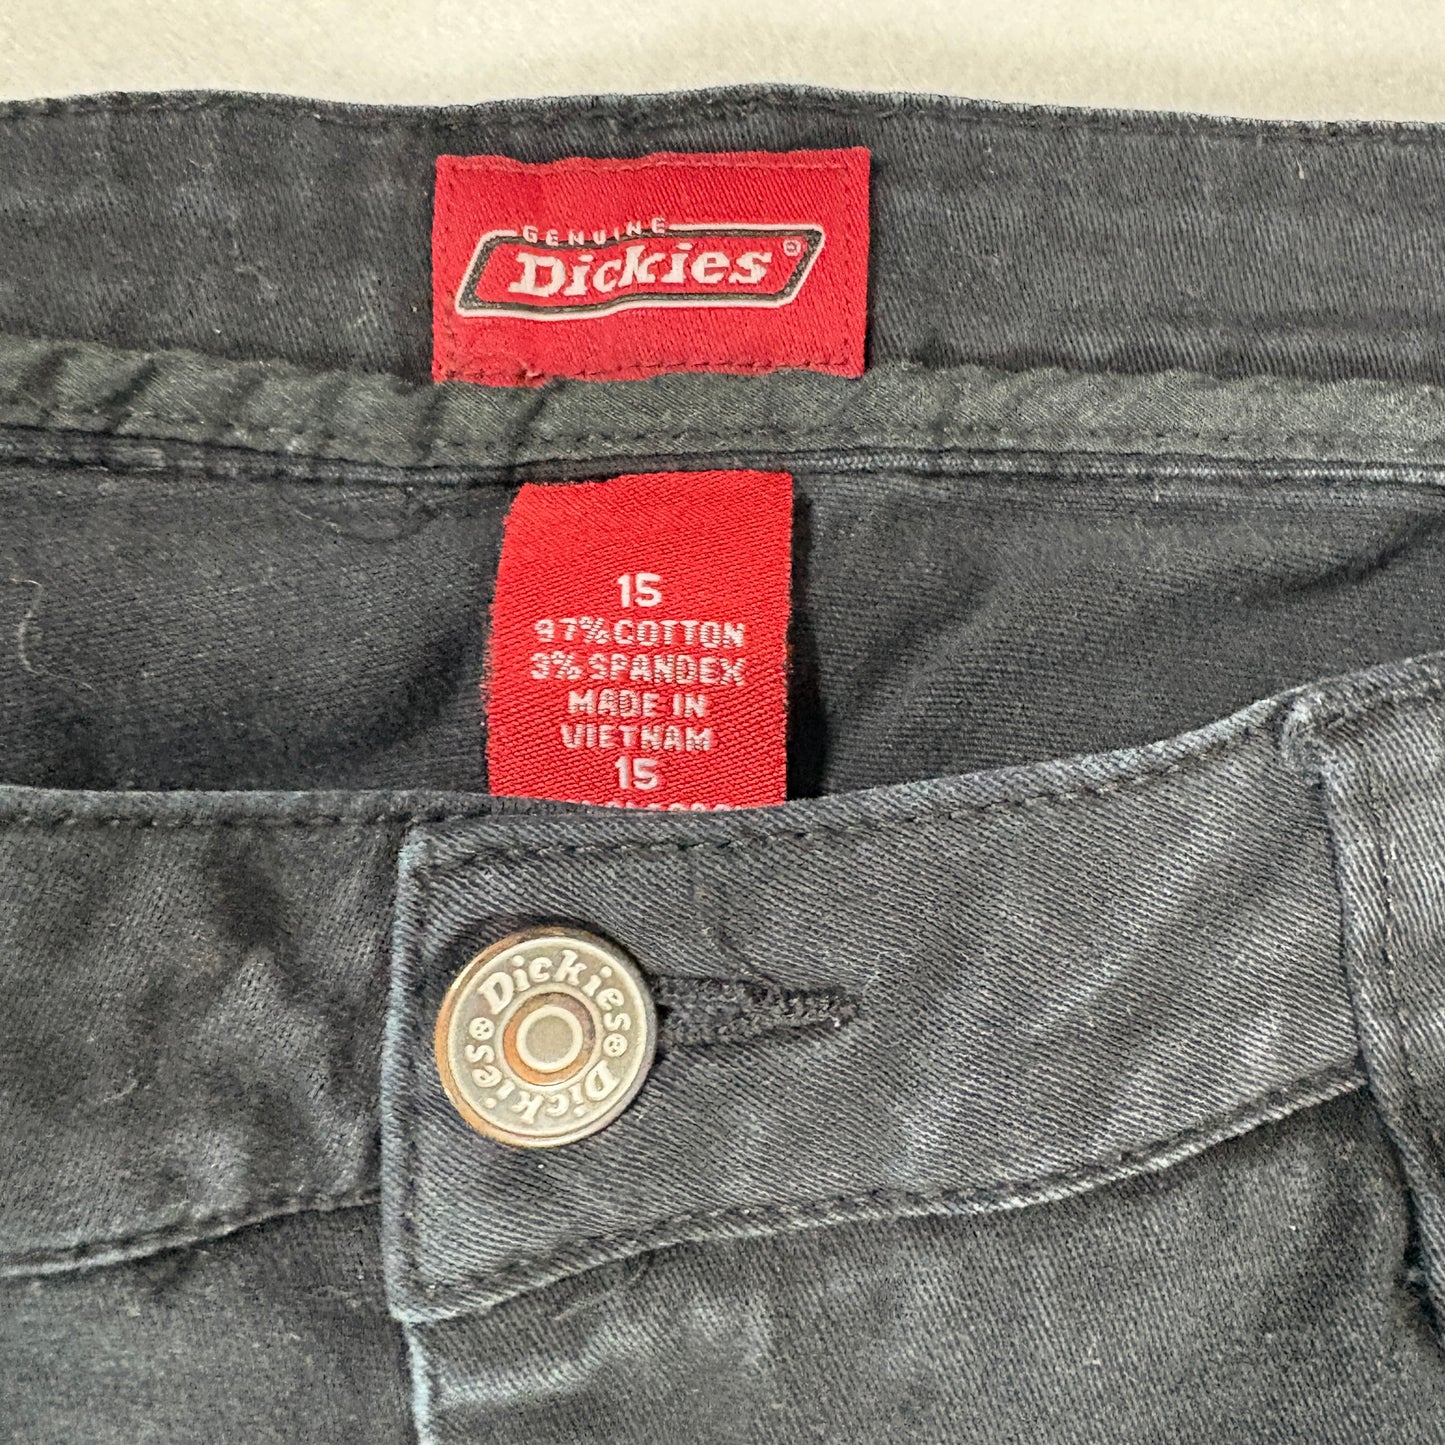 GENUINE
Dickies®
15
97% COTTON
3% SPANDEX
MADE IN
VIETNAM
15
Dickies
Dickies